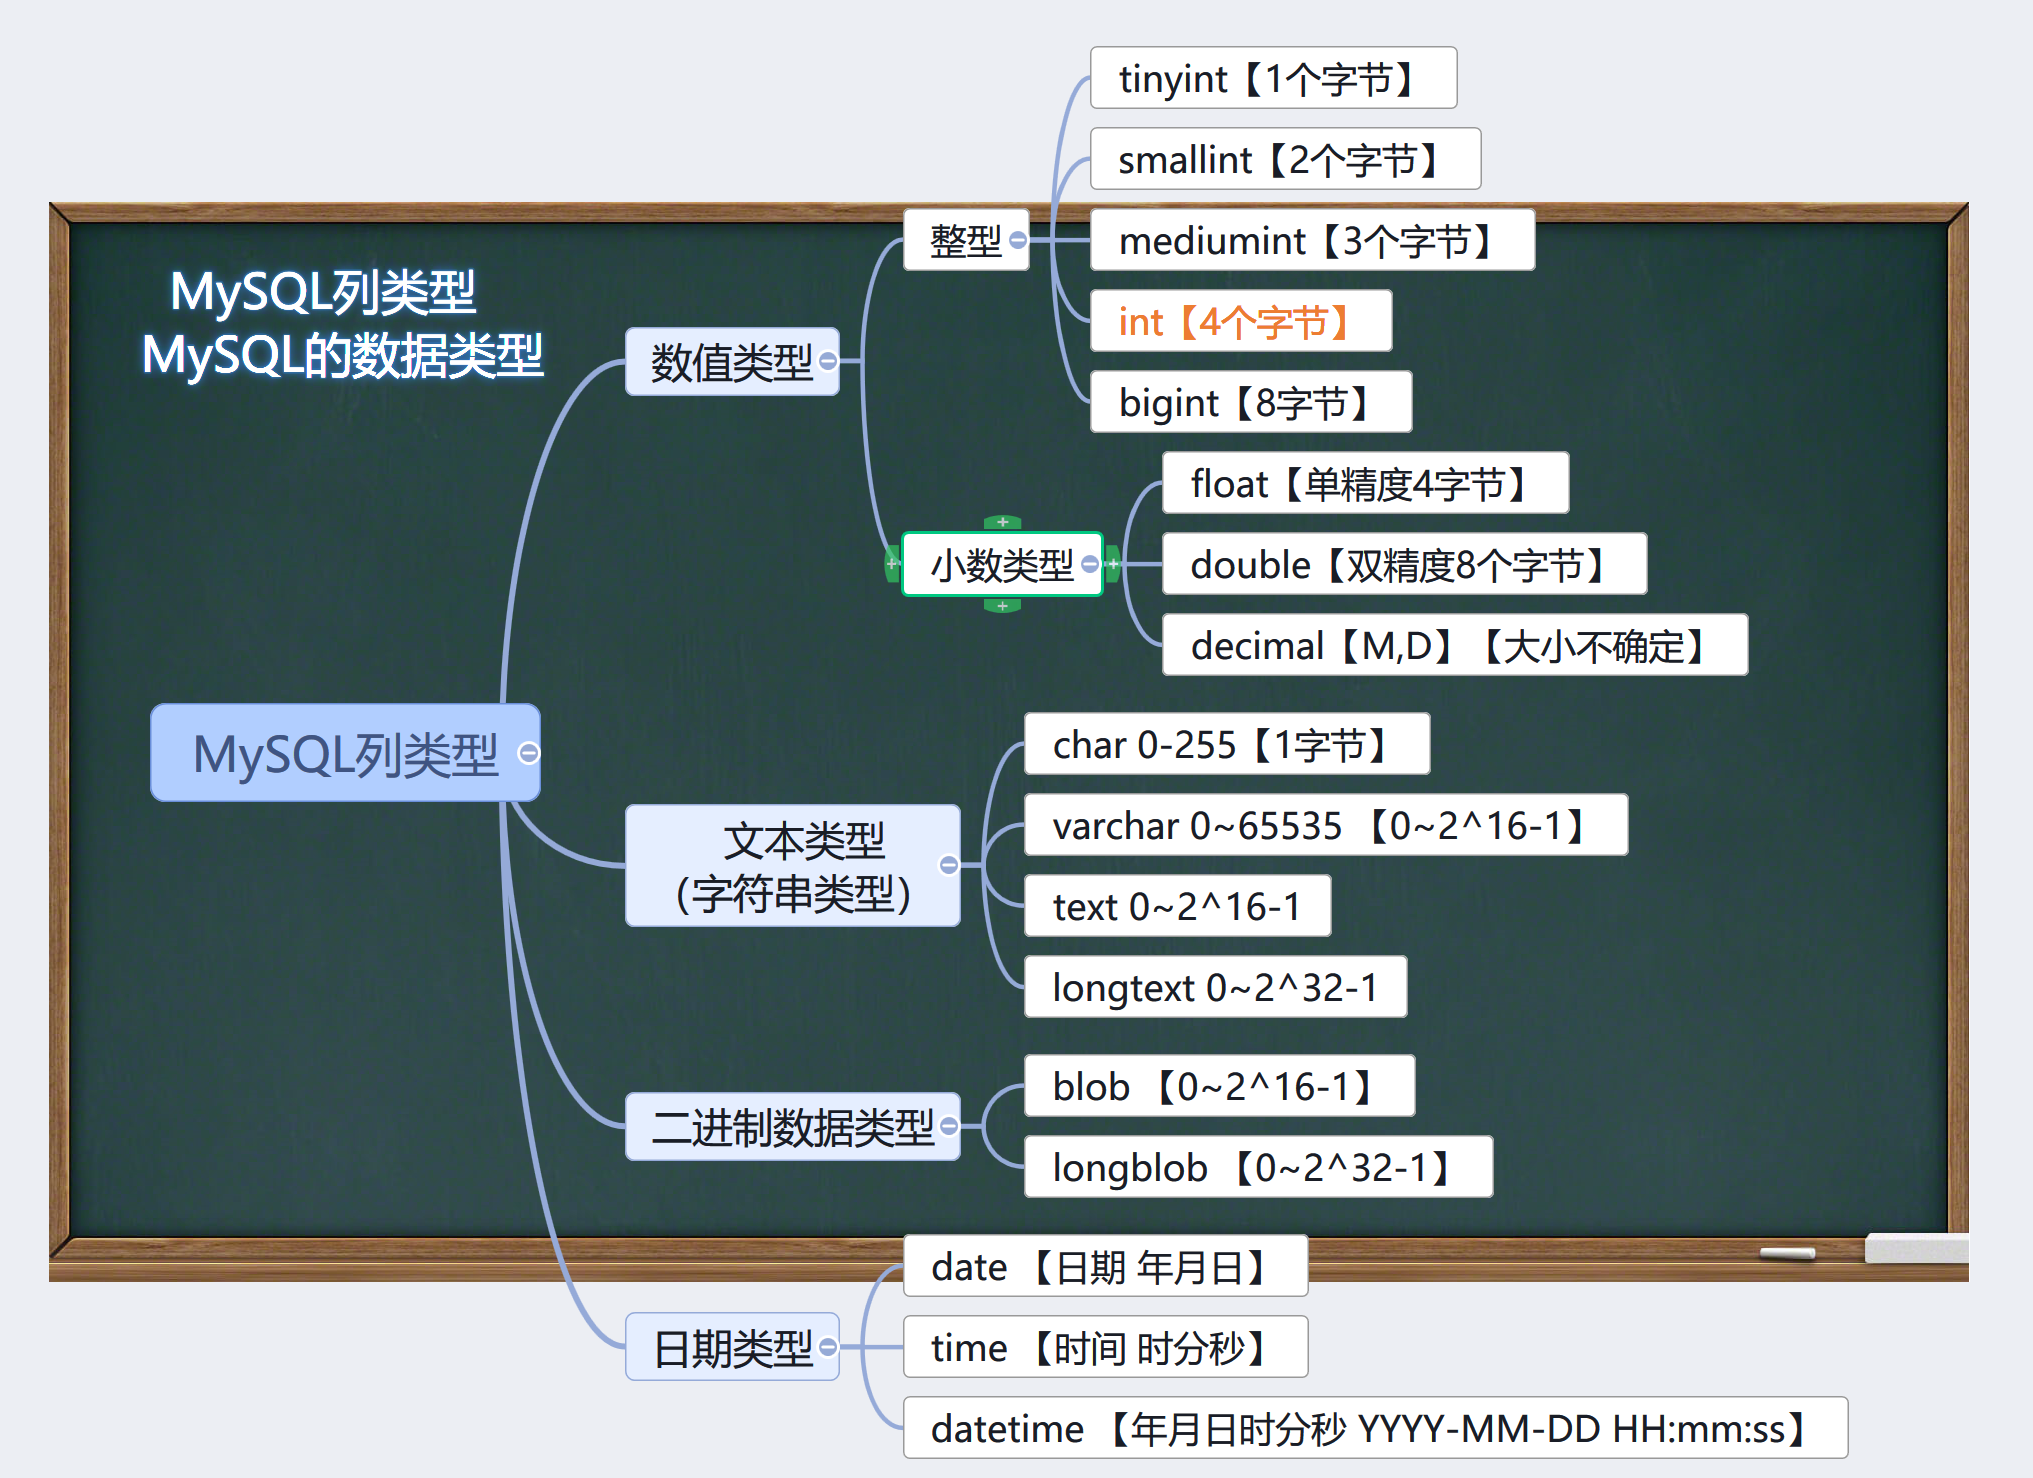 MySQL列类型
MySQL的数据类型
MySQL列类型
数值类型
整型
tinyint【1个字节】
smallint【2个字节】
mediumint【3个字节】
int【4个字节】
bigint【8字节】
小数类型
float【单精度4字节】
double【双精度8个字节】
decimal【M,D】【大小不确定】
文本类型
(字符串类型)
char 0-255【1字节】
varchar 0~65535 【0~2^16-1】
text 0~2^16-1
longtext 0~2^32-1
二进制数据类型
blob 【0~2^16-1】
longblob 【0~2^32-1】
日期类型
date 【日期 年月日】
time 【时间 时分秒】
datetime 【年月日时分秒 YYYY-MM-DD HH:mm:ss】